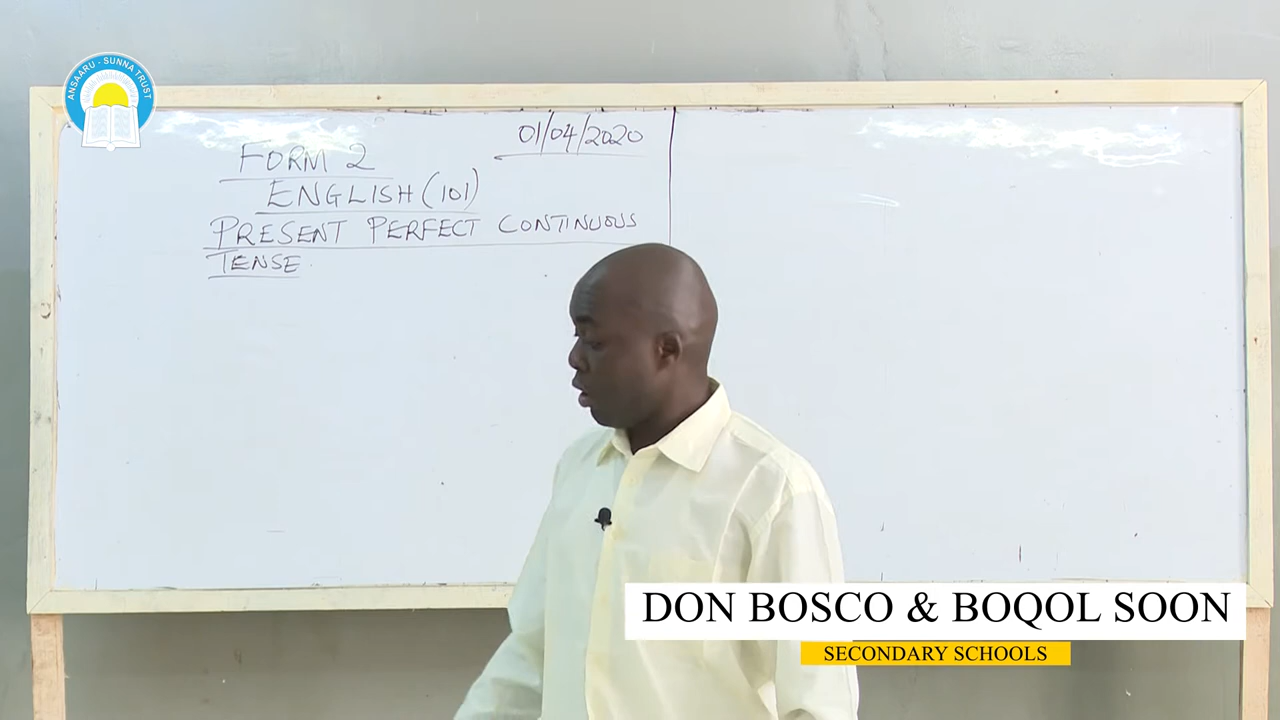 ANSAARU - SUNNA TRUST
01/04/2020
FORM 2
ENGLISH (101)
PRESENT PERFECT CONTINUOUS
TENSE.
DON BOSCO & BOQOL SOON
SECONDARY SCHOOLS